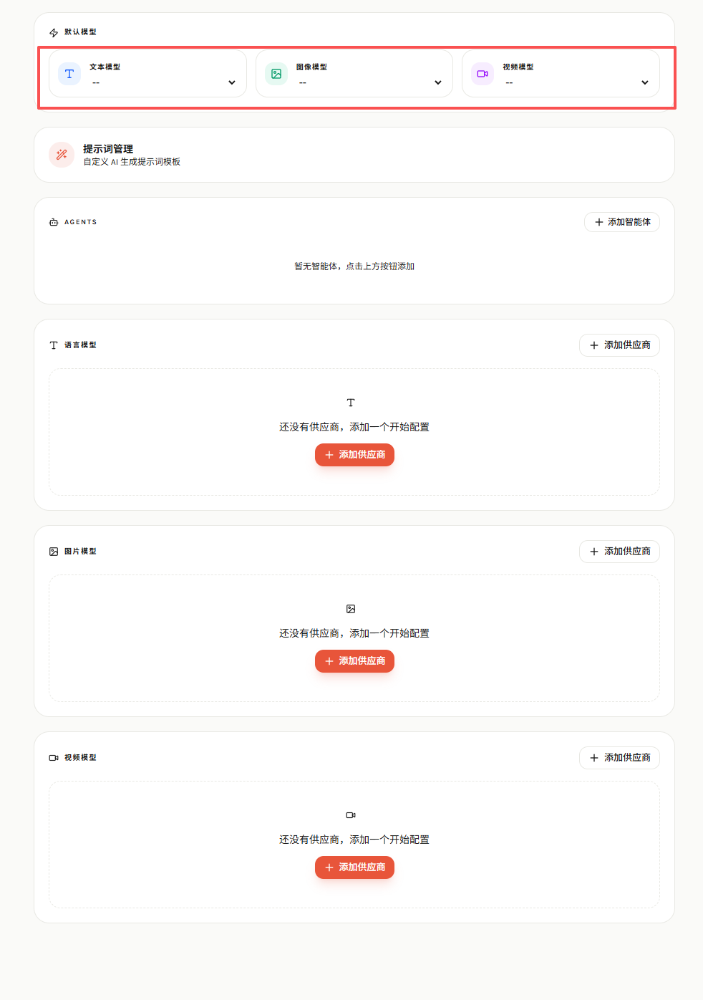 默认模型
文本模型
--
图像模型
--
视频模型
--
提示词管理
自定义 AI 生成提示词模板
AGENTS
添加智能体
暂无智能体，点击上方按钮添加
语言模型
添加供应商
还没有供应商，添加一个开始配置
添加供应商
图片模型
添加供应商
还没有供应商，添加一个开始配置
添加供应商
视频模型
添加供应商
还没有供应商，添加一个开始配置
添加供应商